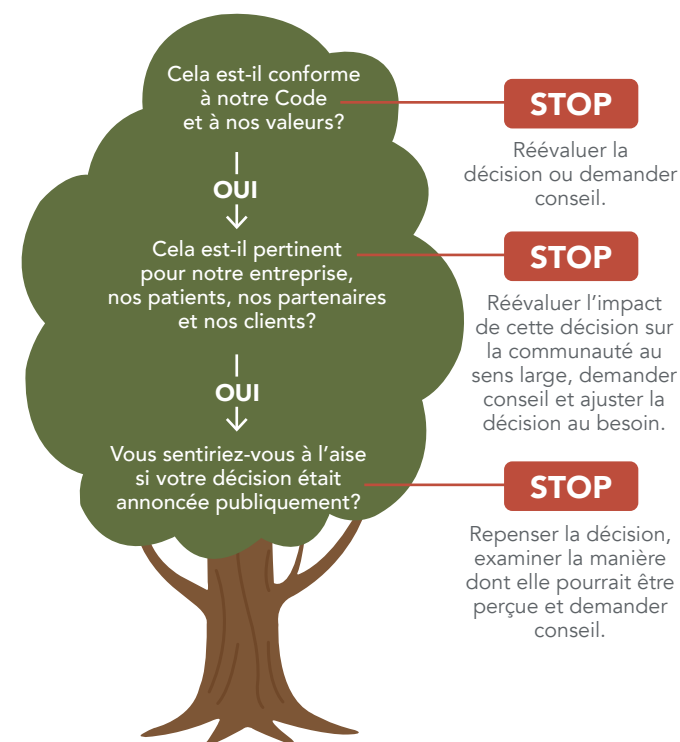 Cela est-il conforme
à notre Code
et à nos valeurs?
STOP
Réévaluer la
décision ou demander
conseil.
OUI
Cela est-il pertinent
pour notre entreprise,
nos patients, nos partenaires
et nos clients?
STOP
Réévaluer l’impact
de cette décision sur
la communauté au
sens large, demander
conseil et ajuster la
décision au besoin.
OUI
Vous sentiriez-vous à l’aise
si votre décision était
annoncée publiquement?
STOP
Repenser la décision,
examiner la manière
dont elle pourrait être
perçue et demander
conseil.